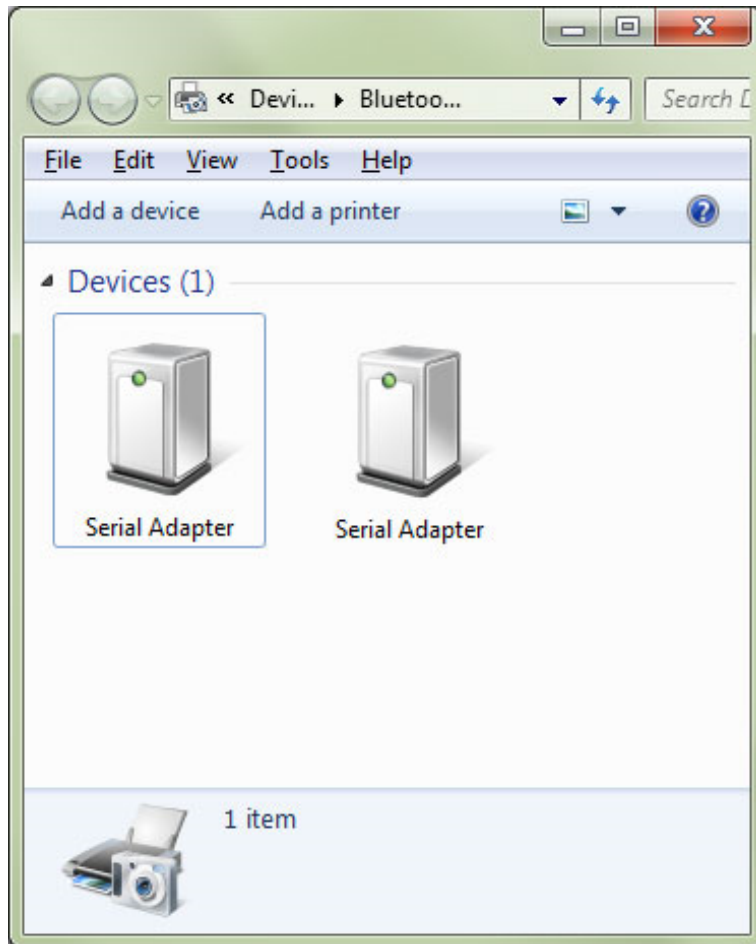 « Devi... Bluetoo... Search D
File Edit View Tools Help
Add a device Add a printer
Devices (1)
Serial Adapter Serial Adapter
1 item